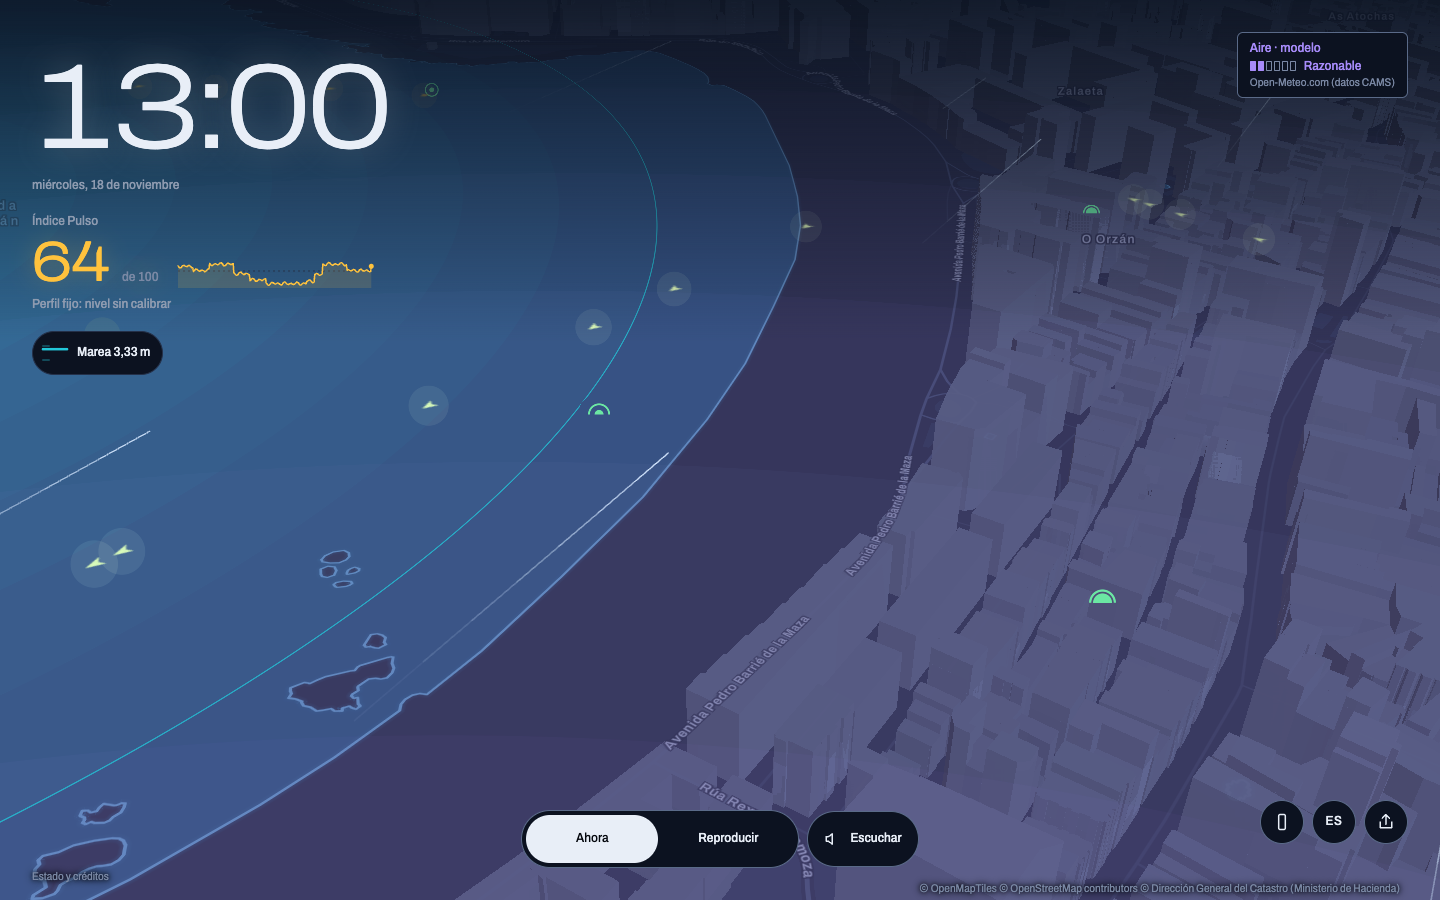 As Atochas
13:00
Aire · modelo
Razonable
Open-Meteo.com (datos CAMS)
Zalaeta
miércoles, 18 de noviembre
Índice Pulso
64 de 100
Perfil fijo: nivel sin calibrar
Marea 3,33 m
O Orzán
Avenida Pedro Barrié de la Maza
Avenida Pedro Barrié de la Maza
Avenida Pedro Barrié de la Maza
Ahora
Reproducir
Escuchar
ES
Estado y créditos
© OpenMapTiles © OpenStreetMap contributors © Dirección General del Catastro (Ministerio de Hacienda)